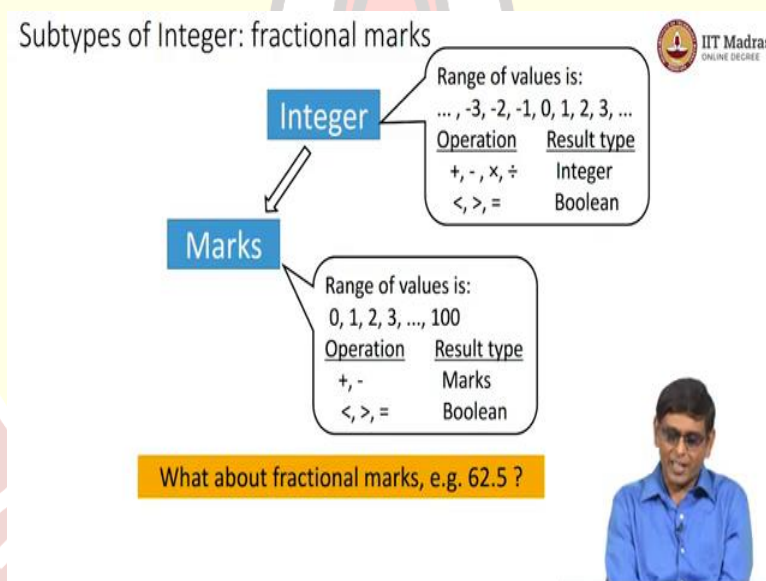 Subtypes of Integer: fractional marks
IIT Madras
ONLINE DEGREE
Integer
Range of values is:
... , -3, -2, -1, 0, 1, 2, 3, ...
Operation Result type
+, - , ×, ÷ Integer
<, >, = Boolean
Marks
Range of values is:
0, 1, 2, 3, ..., 100
Operation Result type
+, - Marks
<, >, = Boolean
What about fractional marks, e.g. 62.5 ?